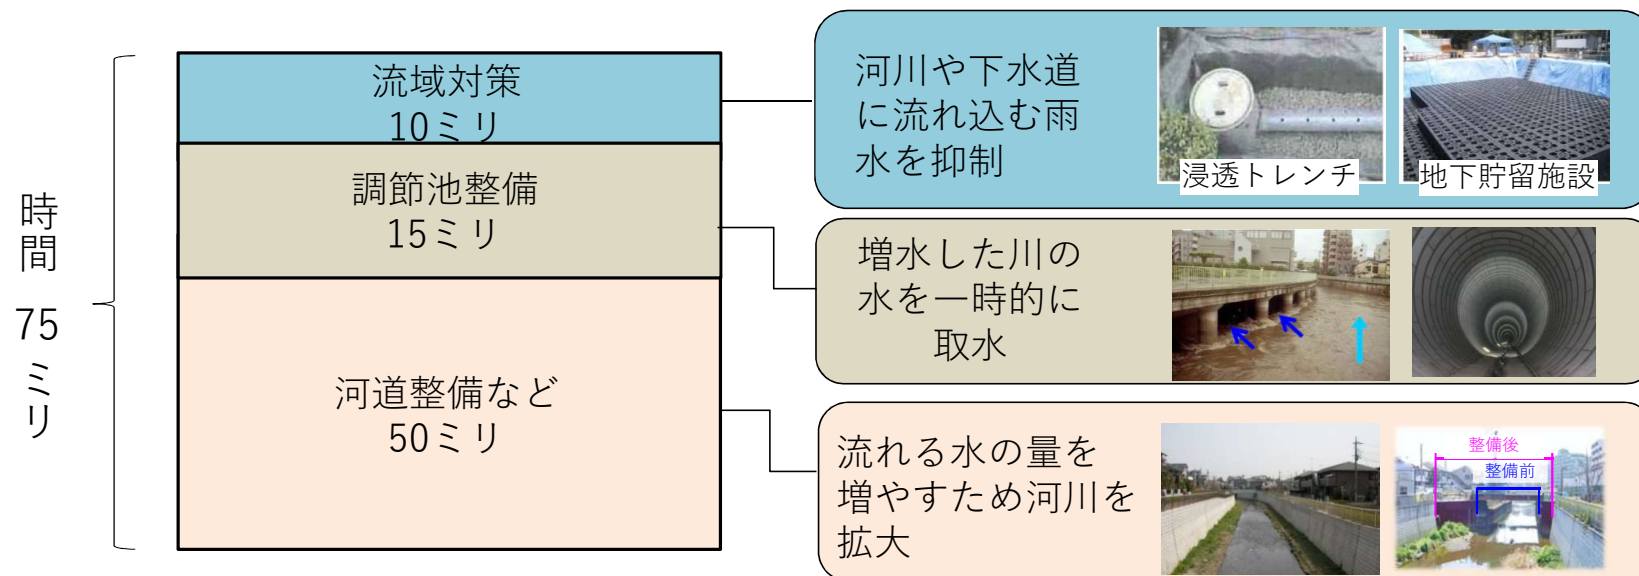 時間 75ミリ
流域対策
10ミリ
調節池整備
15ミリ
河道整備など
50ミリ
河川や下水道
に流れ込む雨
水を抑制
浸透トレンチ
地下貯留施設
増水した川の
水を一時的に
取水
流れる水の量を
増やすため河川を
拡大
整備後
整備前